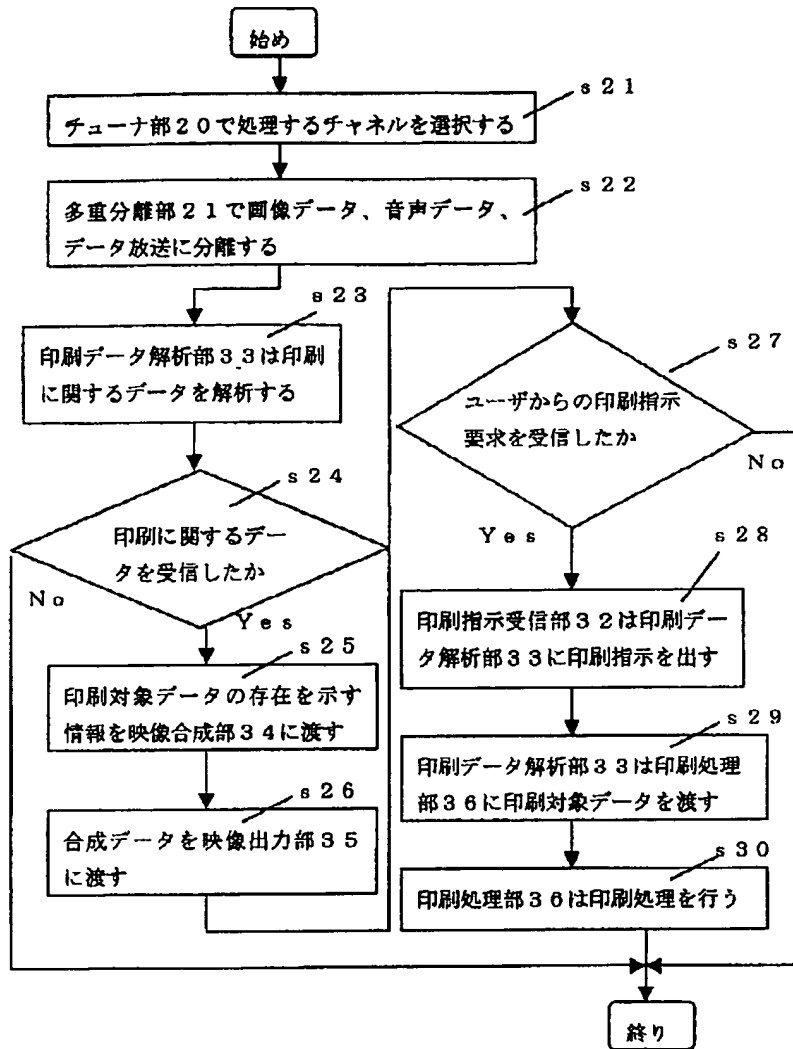 始め
s21
チューナ部20で処理するチャネルを選択する
s22
多重分離部21で画像データ、音声データ、
データ放送に分離する
s23
印刷データ解析部33は印刷
に関するデータを解析する
s24
印刷に関するデー
タを受信したか
No
Yes
s25
印刷対象データの存在を示す
情報を映像合成部34に渡す
s26
合成データを映像出力部35
に渡す
s27
ユーザからの印刷指示
要求を受信したか
No
Yes
s28
印刷指示受信部32は印刷デー
タ解析部33に印刷指示を出す
s29
印刷データ解析部33は印刷処理
部36に印刷対象データを渡す
s30
印刷処理部36は印刷処理を行う
終り